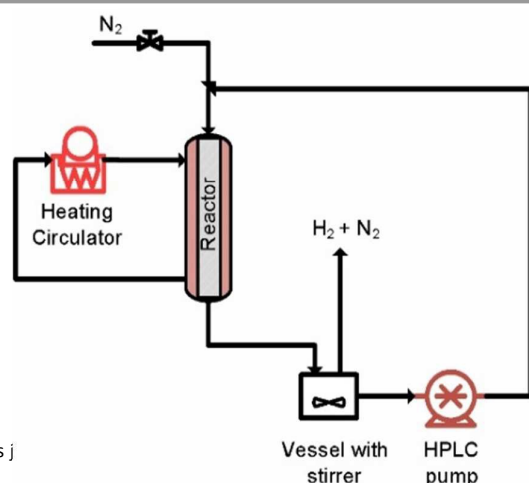 N₂
Heating
Circulator
Reactor
H₂ + N₂
s j
Vessel with
stirrer
HPLC
pump